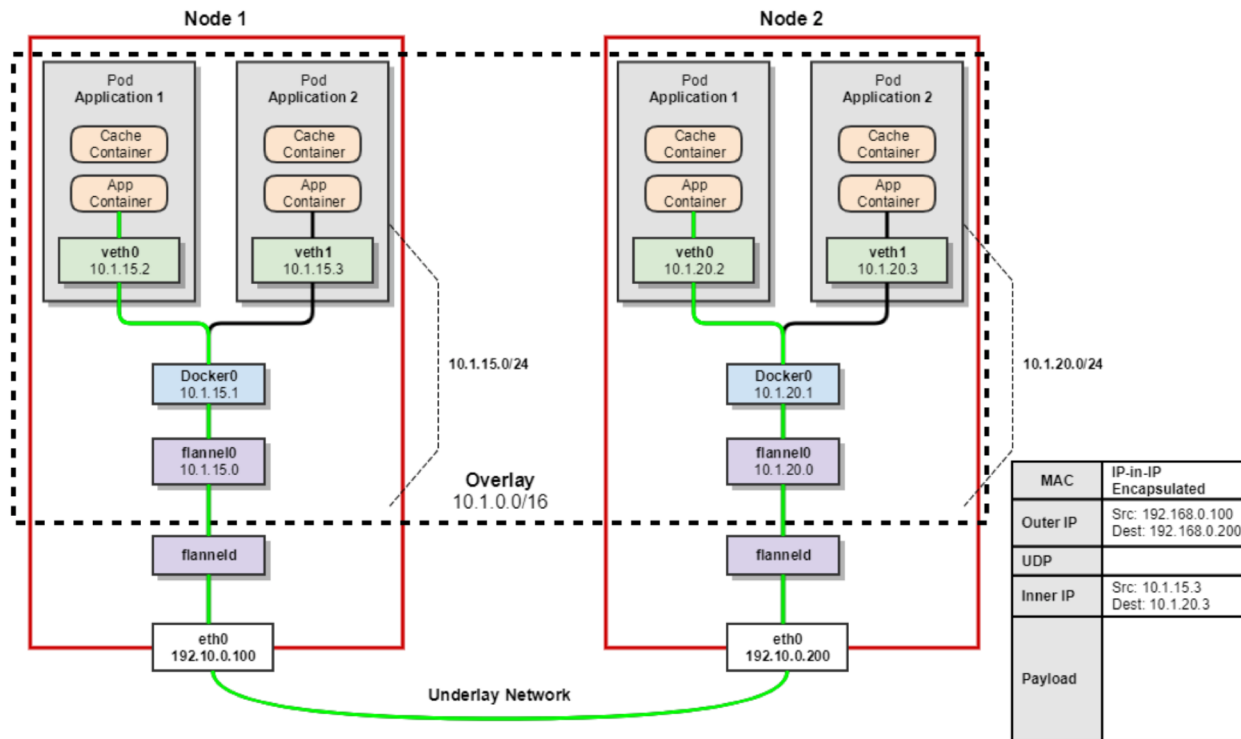 Node 1
Node 2
Pod
Application 1
Cache
Container
App
Container
veth0
10.1.15.2
Pod
Application 2
Cache
Container
App
Container
veth1
10.1.15.3
Pod
Application 1
Cache
Container
App
Container
veth0
10.1.20.2
Pod
Application 2
Cache
Container
App
Container
veth1
10.1.20.3
Docker0
10.1.15.1
10.1.15.0/24
Docker0
10.1.20.1
10.1.20.0/24
flannel0
10.1.15.0
flannel0
10.1.20.0
Overlay
10.1.0.0/16
flanneld
flanneld
eth0
192.10.0.100
eth0
192.10.0.200
Underlay Network
MAC
IP-in-IP
Encapsulated
Outer IP
Src: 192.168.0.100
Dest: 192.168.0.200
UDP
Inner IP
Src: 10.1.15.3
Dest: 10.1.20.3
Payload